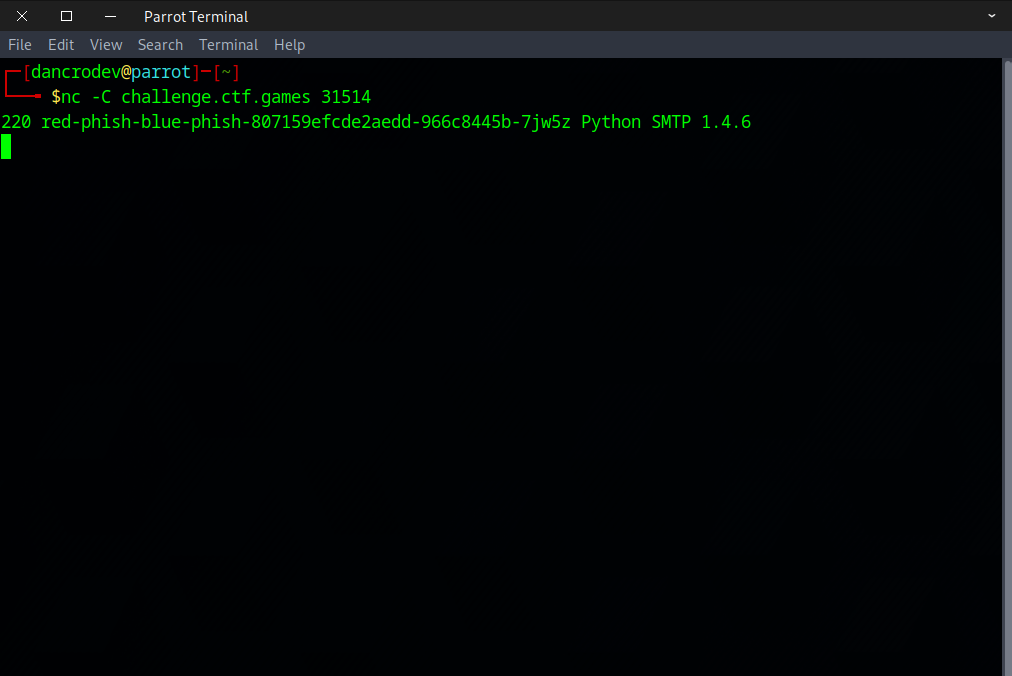 Parrot Terminal
File Edit View Search Terminal Help
┌─[dancrodev@parrot]─[~]
└──╼ $nc -C challenge.ctf.games 31514
220 red-phish-blue-phish-807159efcde2aedd-966c8445b-7jw5z Python SMTP 1.4.6